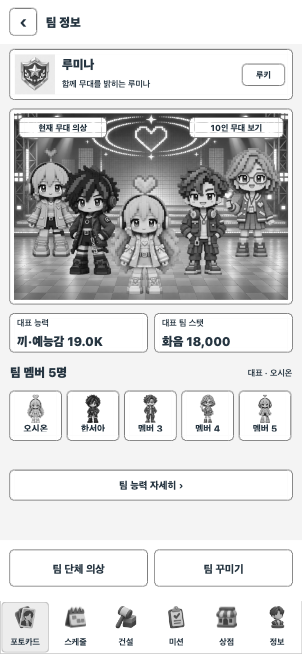 팀 정보
루미나
함께 무대를 밝히는 루미나
루키
현재 무대 의상
10인 무대 보기
대표 능력
끼·예능감 19.0K
대표 팀 스탯
화음 18,000
팀 멤버 5명
대표 · 오시온
오시온
한서아
멤버 3
멤버 4
멤버 5
팀 능력 자세히 ›
팀 단체 의상
팀 꾸미기
포토카드
스케줄
건설
미션
상점
정보